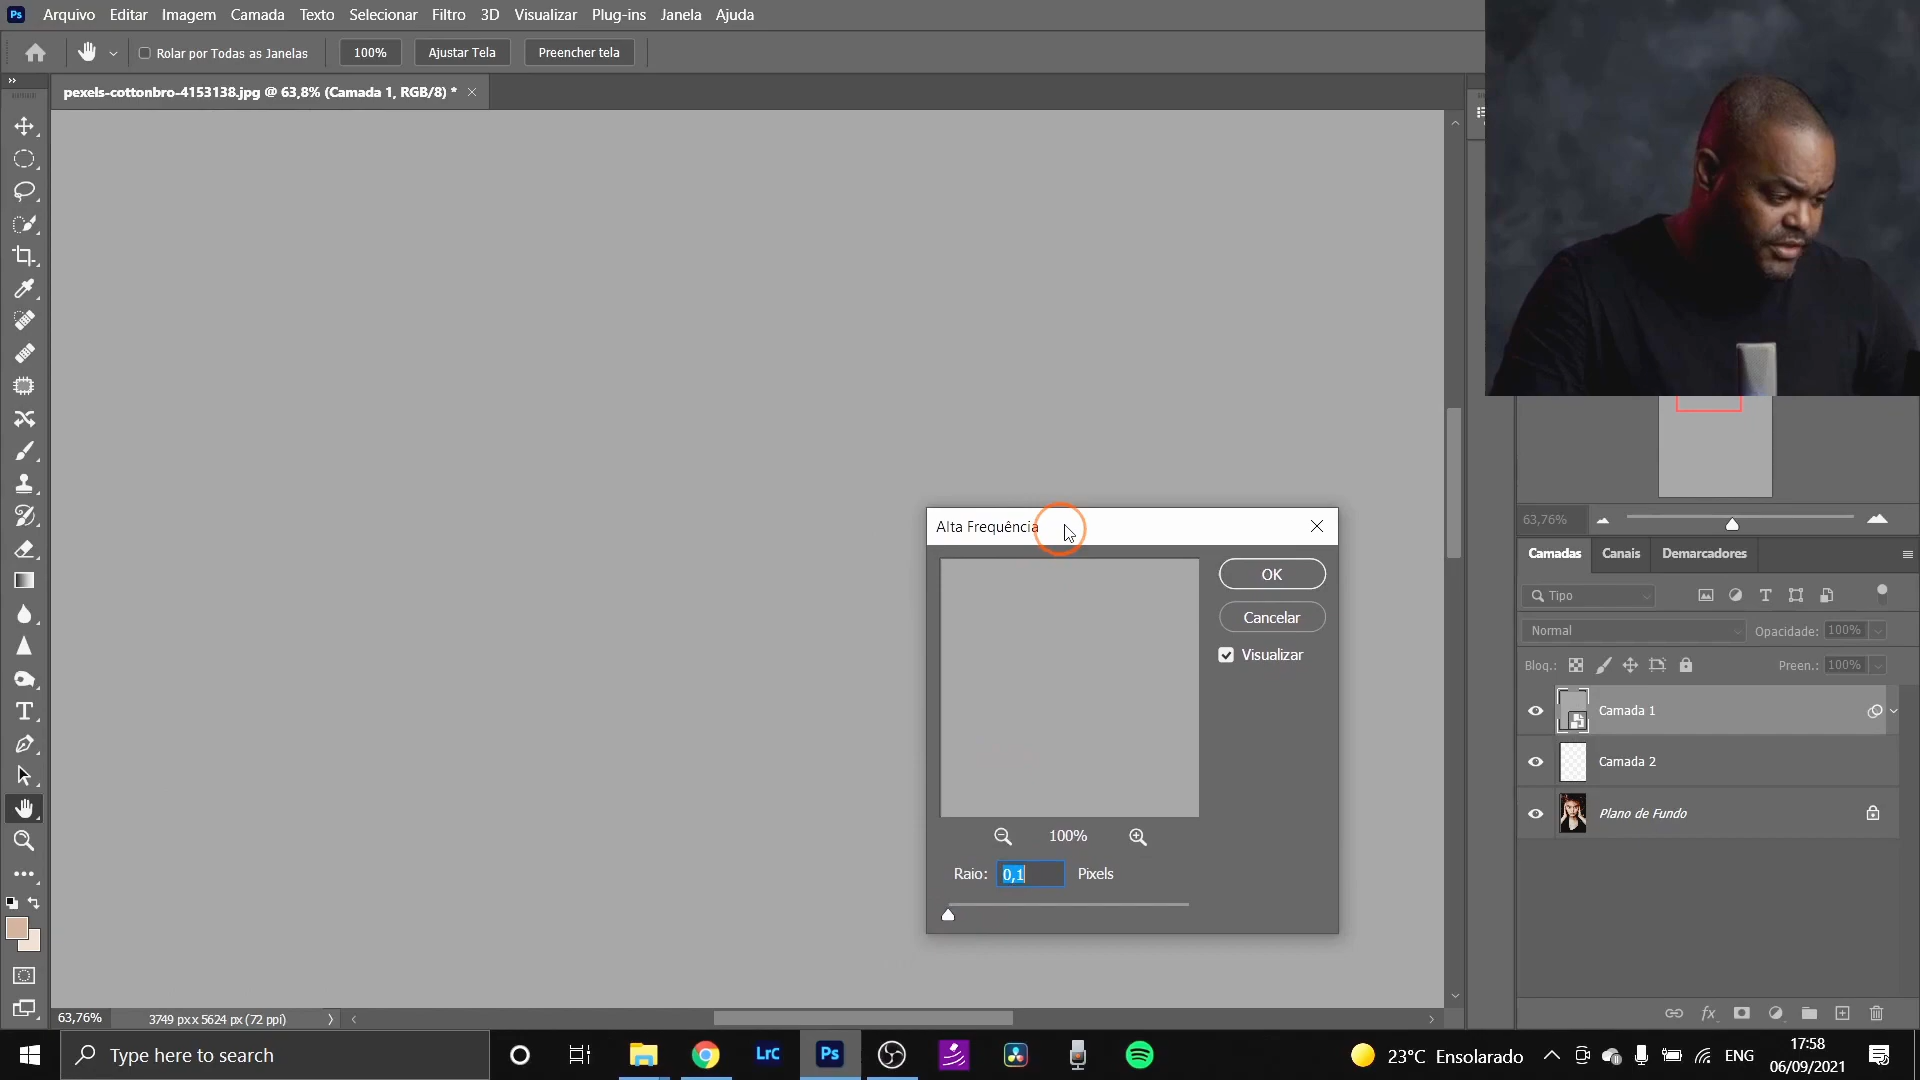 Ps Arquivo Editar Imagem Camada Texto Selecionar Filtro 3D Visualizar Plug-ins Janela Ajuda
Rolar por Todas as Janelas 100% Ajustar Tela Preencher tela
pexels-cottonbro-4153138.jpg @ 63,8% (Camada 1, RGB/8) *
Alta Frequência
OK
Cancelar
Visualizar
100%
Raio: 0,1 Pixels
63,76%
Camadas Canais Demarcadores
Tipo
Normal Opacidade: 100%
Bloq.: Preen.: 100%
Camada 1
Camada 2
Plano de Fundo
fx
63,76% 3749 px x 5624 px (72 ppi)
Type here to search
LrC
Ps
23°C Ensolarado
ENG
17:58
06/09/2021